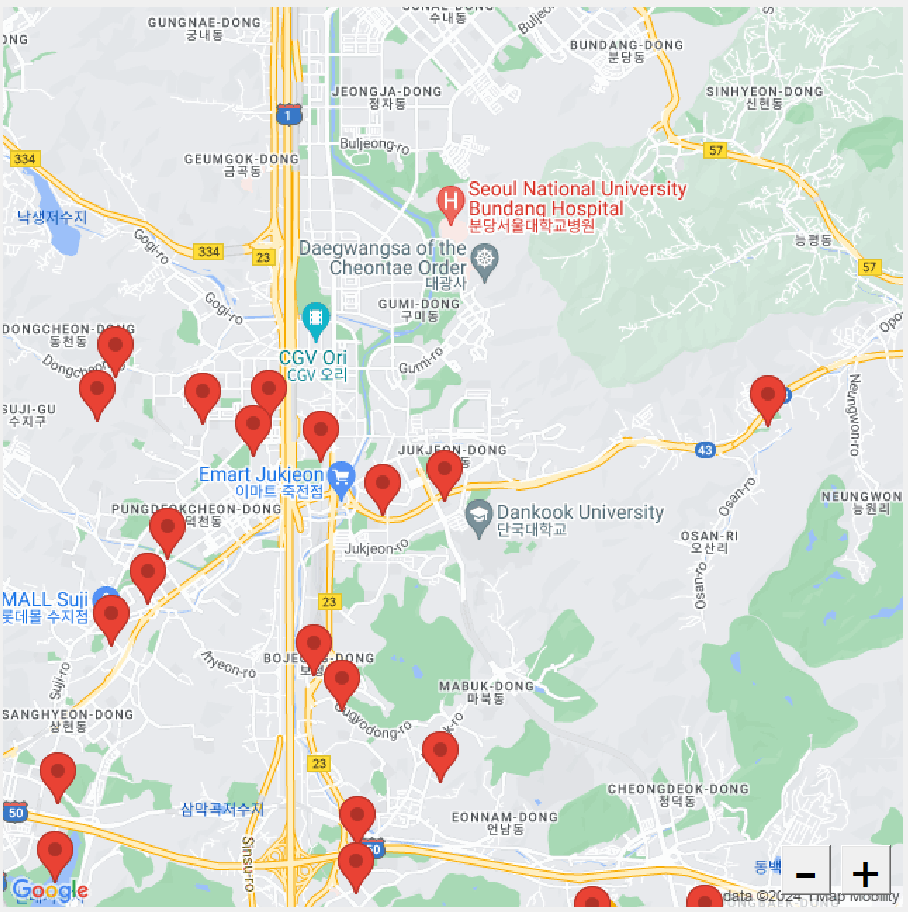 GUNGNAE-DONG
궁내동
수내동
BUNDANG-DONG
분당동
JEONGJA-DONG
정자동
SINHYEON-DONG
신현동
1
Buljeong-ro
57
334
GEUMGOK-DONG
금곡동
Seoul National University
Bundang Hospital
분당서울대학교병원
낙생저수지
Gogi-ro
334
23
Daegwangsa of the
Cheontae Order
대광사
능평동
57
Gogi-ro
GUMI-DONG
구미동
DONGCHEON-DONG
동천동
CGV Ori
CGV 오리
Gumi-ro
SUJI-GU
수지구
Neungwon-ro
JUKJEON-DONG
43
Emart Jukjeon
이마트 죽전점
Osan-ro
PUNGDEOKCHEON-DONG
덕천동
Dankook University
단국대학교
NEUNGWON
능원리
OSAN-RI
오산리
Jukjeon-ro
MALL Suji
롯데몰 수지점
23
Osan-ro
BOJEONG-DONG
Suji-ro
MABUK-DONG
마북동
SANGHYEON-DONG
상현동
23
CHEONGDEOK-DONG
청덕동
50
삼막곡저수지
EONNAM-DONG
언남동
Sinsu-ro
동백
- +
Google
data ©2024 TMap Mobility